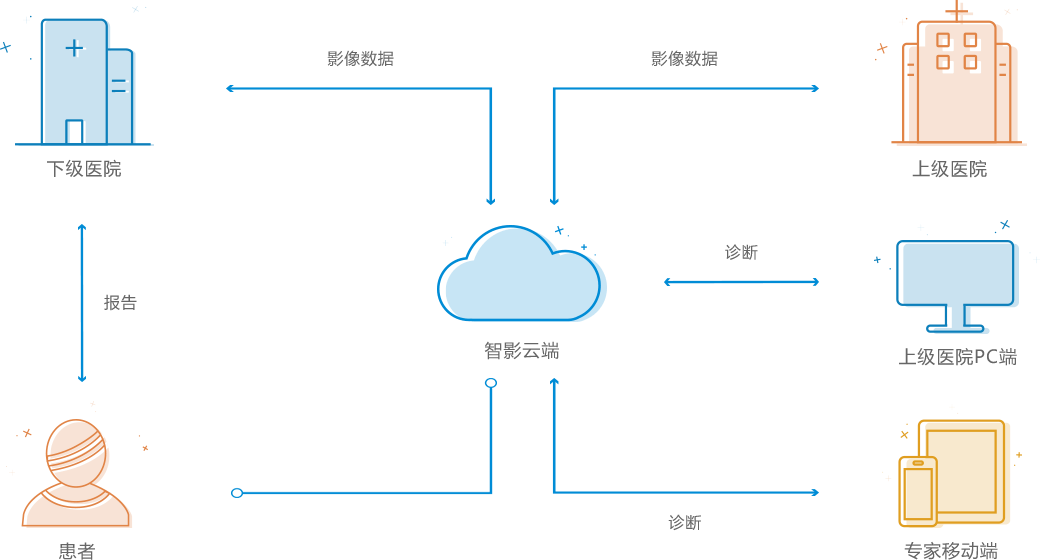 影像数据
影像数据
下级医院
上级医院
诊断
报告
智影云端
上级医院PC端
诊断
患者
专家移动端